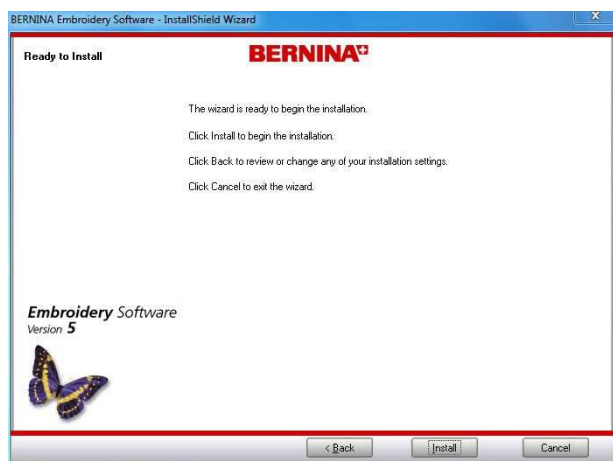 BERNINA Embroidery Software - InstallShield Wizard
X
Ready to Install
BERNINA+
The wizard is ready to begin the installation.
Click Install to begin the installation.
Click Back to review or change any of your installation settings.
Click Cancel to exit the wizard.
Embroidery Software
Version 5
< Back
Install
Cancel